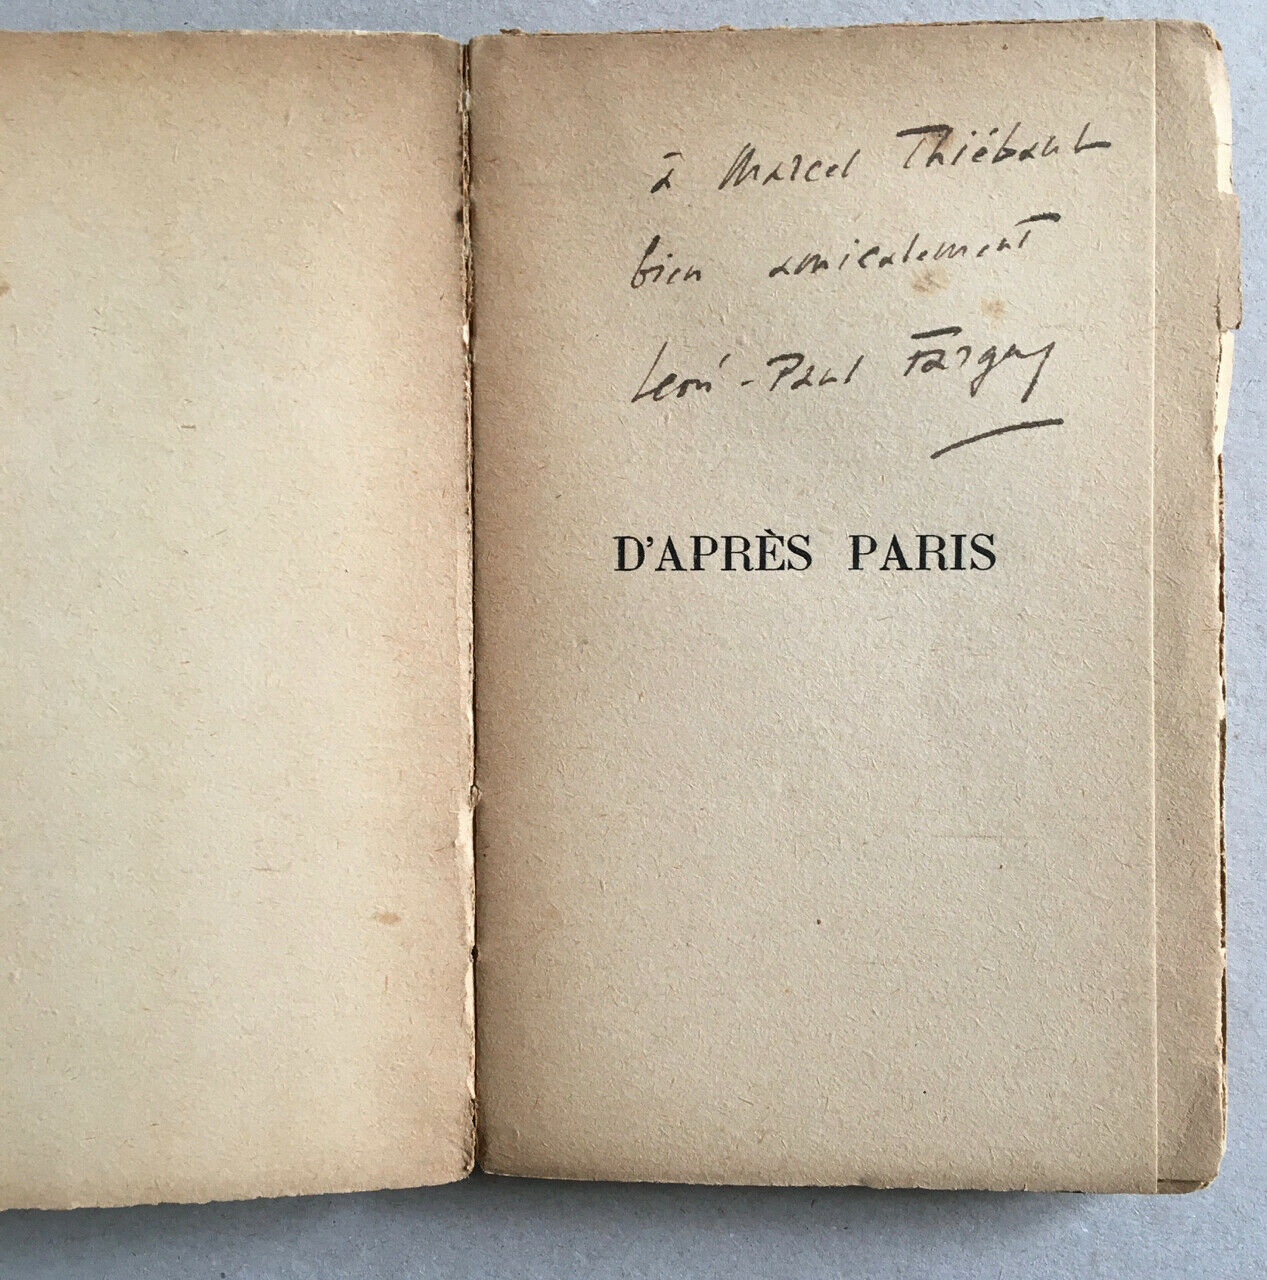 à Marcel Thiébaut
bien amicalement
Léon-Paul Fargue
D'APRÈS PARIS